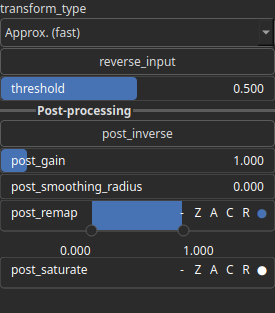 transform_type
Approx. (fast)
reverse_input
threshold 0.500
Post-processing
post_inverse
post_gain 1.000
post_smoothing_radius 0.000
post_remap - Z A C R
0.000 1.000
post_saturate - Z A C R